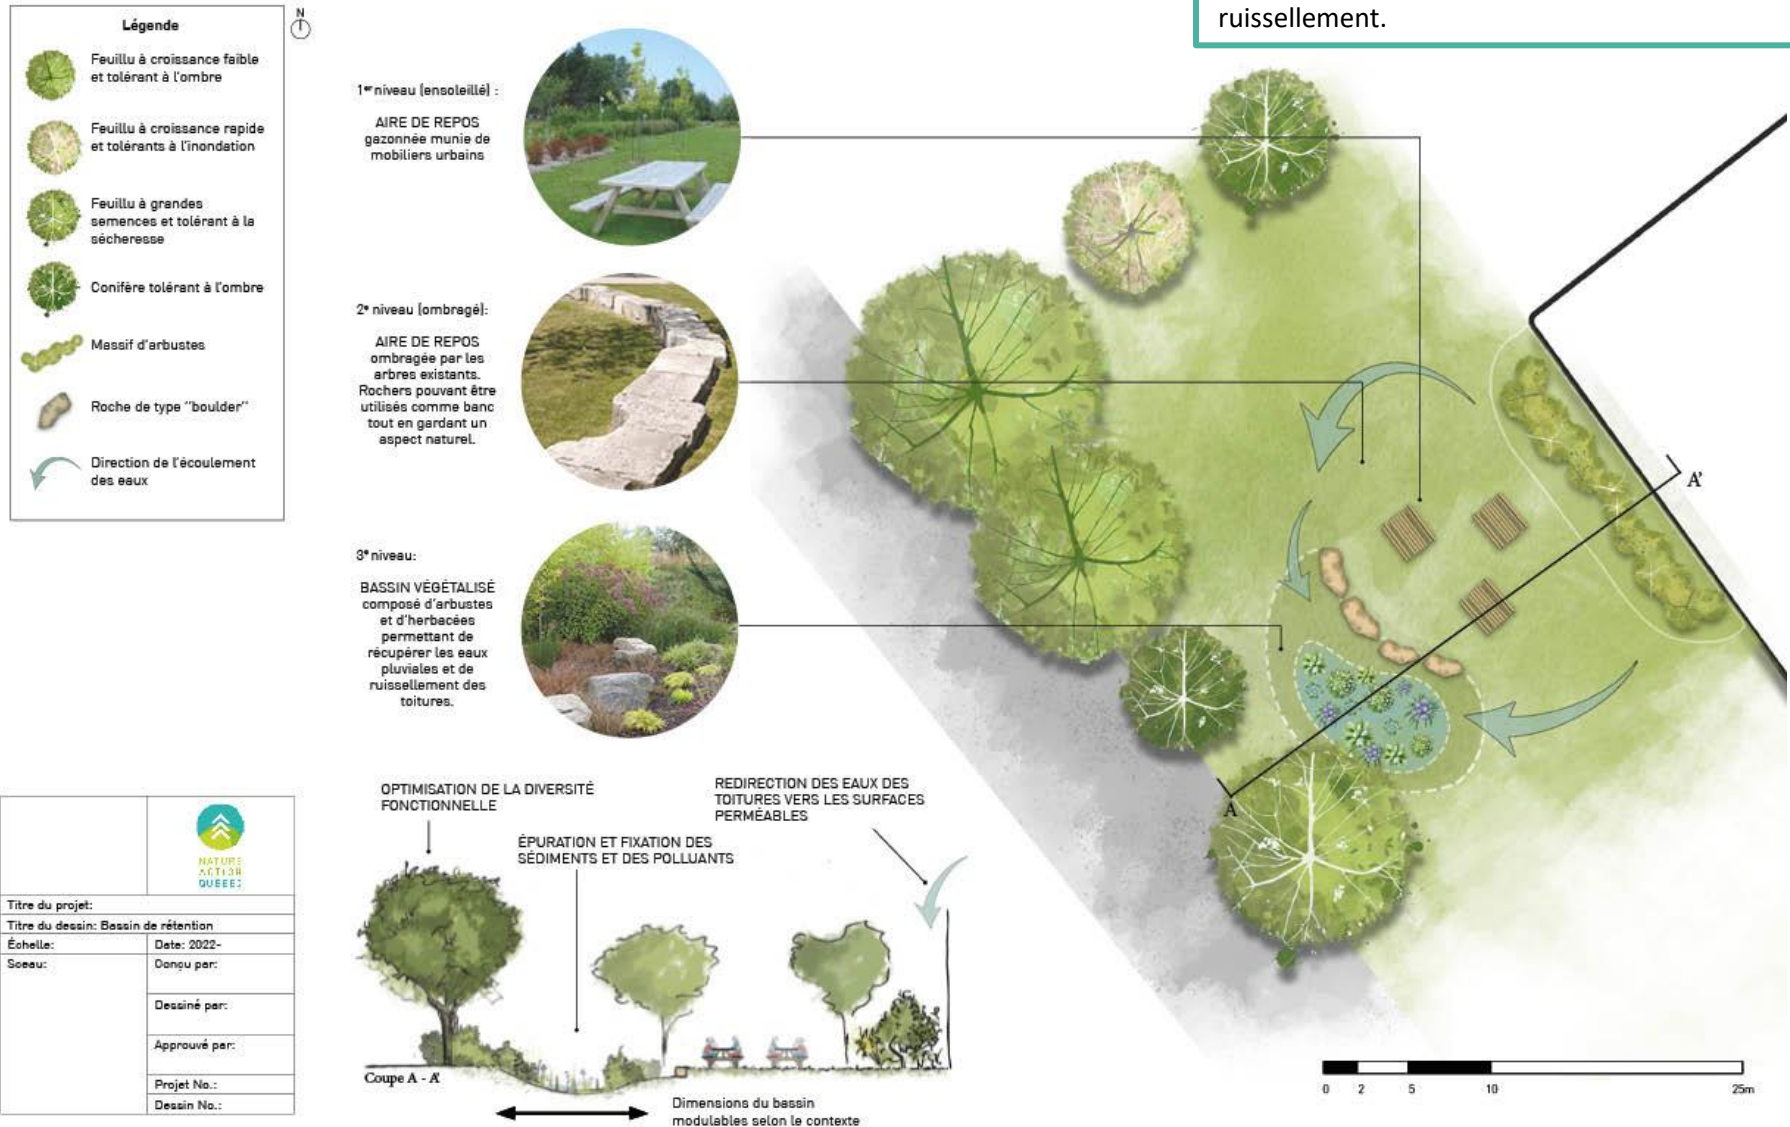 ruissellement.
Légende
N
Feuillu à croissance faible
et tolérant à l'ombre
Feuillu à croissance rapide
et tolérants à l'inondation
Feuillu à grandes
semences et tolérant à la
sécheresse
Conifère tolérant à l'ombre
Massif d'arbustes
Roche de type "boulder"
Direction de l'écoulement
des eaux
1er niveau (ensoleillé) :
AIRE DE REPOS
gazonnée munie de
mobiliers urbains
2e niveau (ombragé):
AIRE DE REPOS
ombragée par les
arbres existants.
Rochers pouvant être
utilisés comme banc
tout en gardant un
aspect naturel.
3e niveau:
BASSIN VÉGÉTALISÉ
composé d'arbustes
et d'herbacées
permettant de
récupérer les eaux
pluviales et de
ruissellement des
toitures.
A'
A
OPTIMISATION DE LA DIVERSITÉ
FONCTIONNELLE
ÉPURATION ET FIXATION DES
SÉDIMENTS ET DES POLLUANTS
REDIRECTION DES EAUX DES
TOITURES VERS LES SURFACES
PERMÉABLES
Coupe A - A'
Dimensions du bassin
modulables selon le contexte
0 2 5 10 25m
NATURE
ACTION
QUÉBEC
Titre du projet:
Titre du dessin: Bassin de rétention
Échelle:
Date: 2022-
Sceau:
Conçu par:
Dessiné par:
Approuvé par:
Projet No.:
Dessin No.: